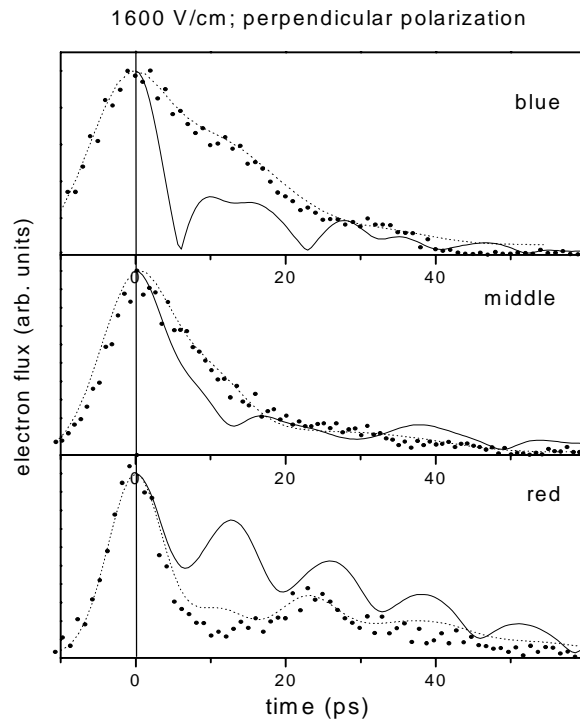 1600 V/cm; perpendicular polarization
blue
0 20 40
middle
0 20 40
red
0 20 40
electron flux (arb. units)
time (ps)